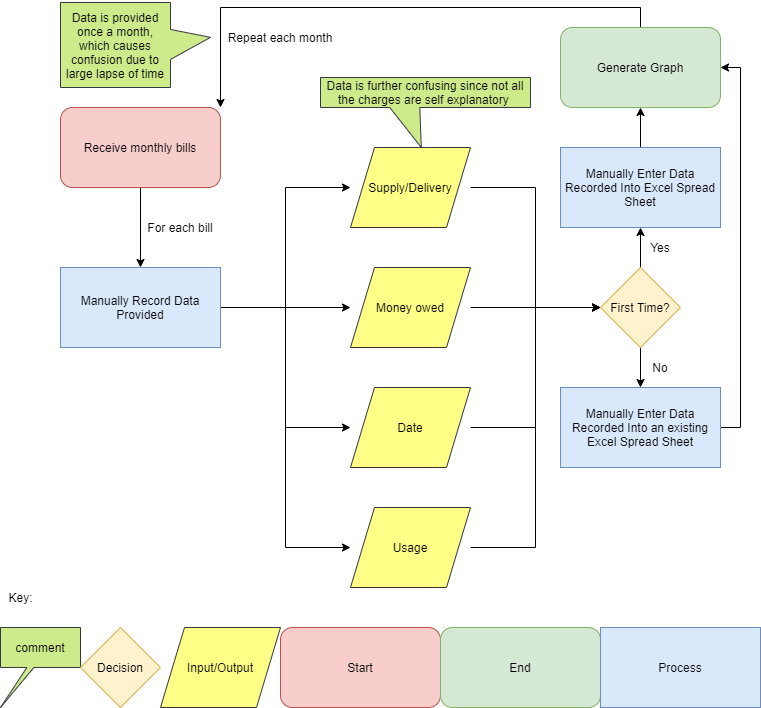 Data is provided
once a month,
which causes
confusion due to
large lapse of time
Repeat each month
Generate Graph
Data is further confusing since not all
the charges are self explanatory
Receive monthly bills
Supply/Delivery
Manually Enter Data
Recorded Into Excel Spread
Sheet
For each bill
Yes
Manually Record Data
Provided
Money owed
First Time?
No
Date
Manually Enter Data
Recorded Into an existing
Excel Spread Sheet
Usage
Key:
comment
Decision
Input/Output
Start
End
Process